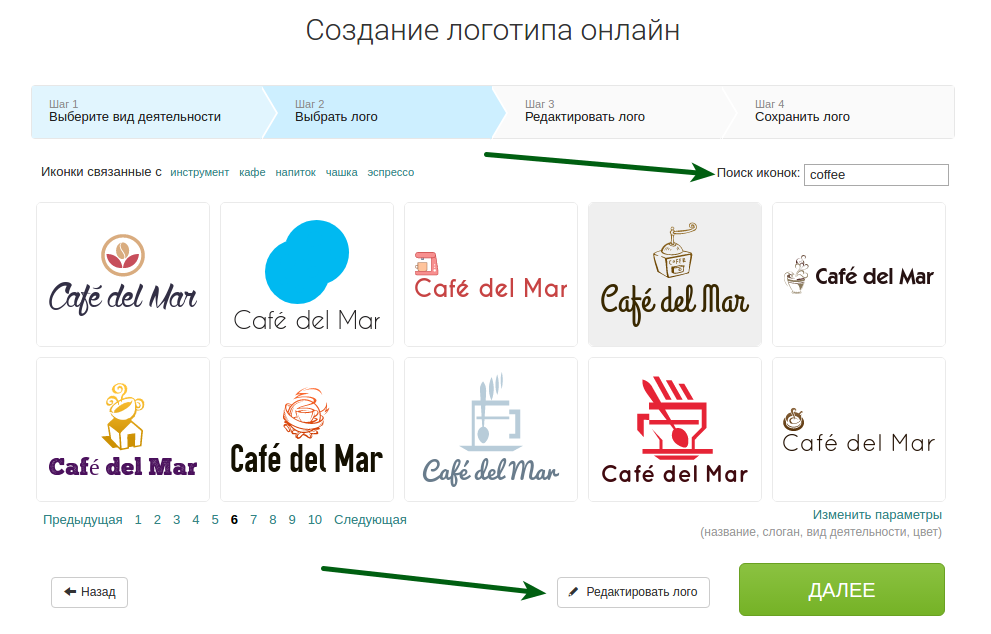 Создание логотипа онлайн
Шаг 1
Выберите вид деятельности
Шаг 2
Выбрать лого
Шаг 3
Редактировать лого
Шаг 4
Сохранить лого
Иконки связанные с инструмент кафе напиток чашка эспрессо
Поиск иконок: coffee
Café del Mar
Café del Mar
Café del Mar
COFFE
Café del Mar
Café del Mar
Café del Mar
Café del Mar
Café del Mar
Café del Mar
Café del Mar
Предыдущая 1 2 3 4 5 6 7 8 9 10 Следующая
Изменить параметры
(название, слоган, вид деятельности, цвет)
Назад
Редактировать лого
ДАЛЕЕ